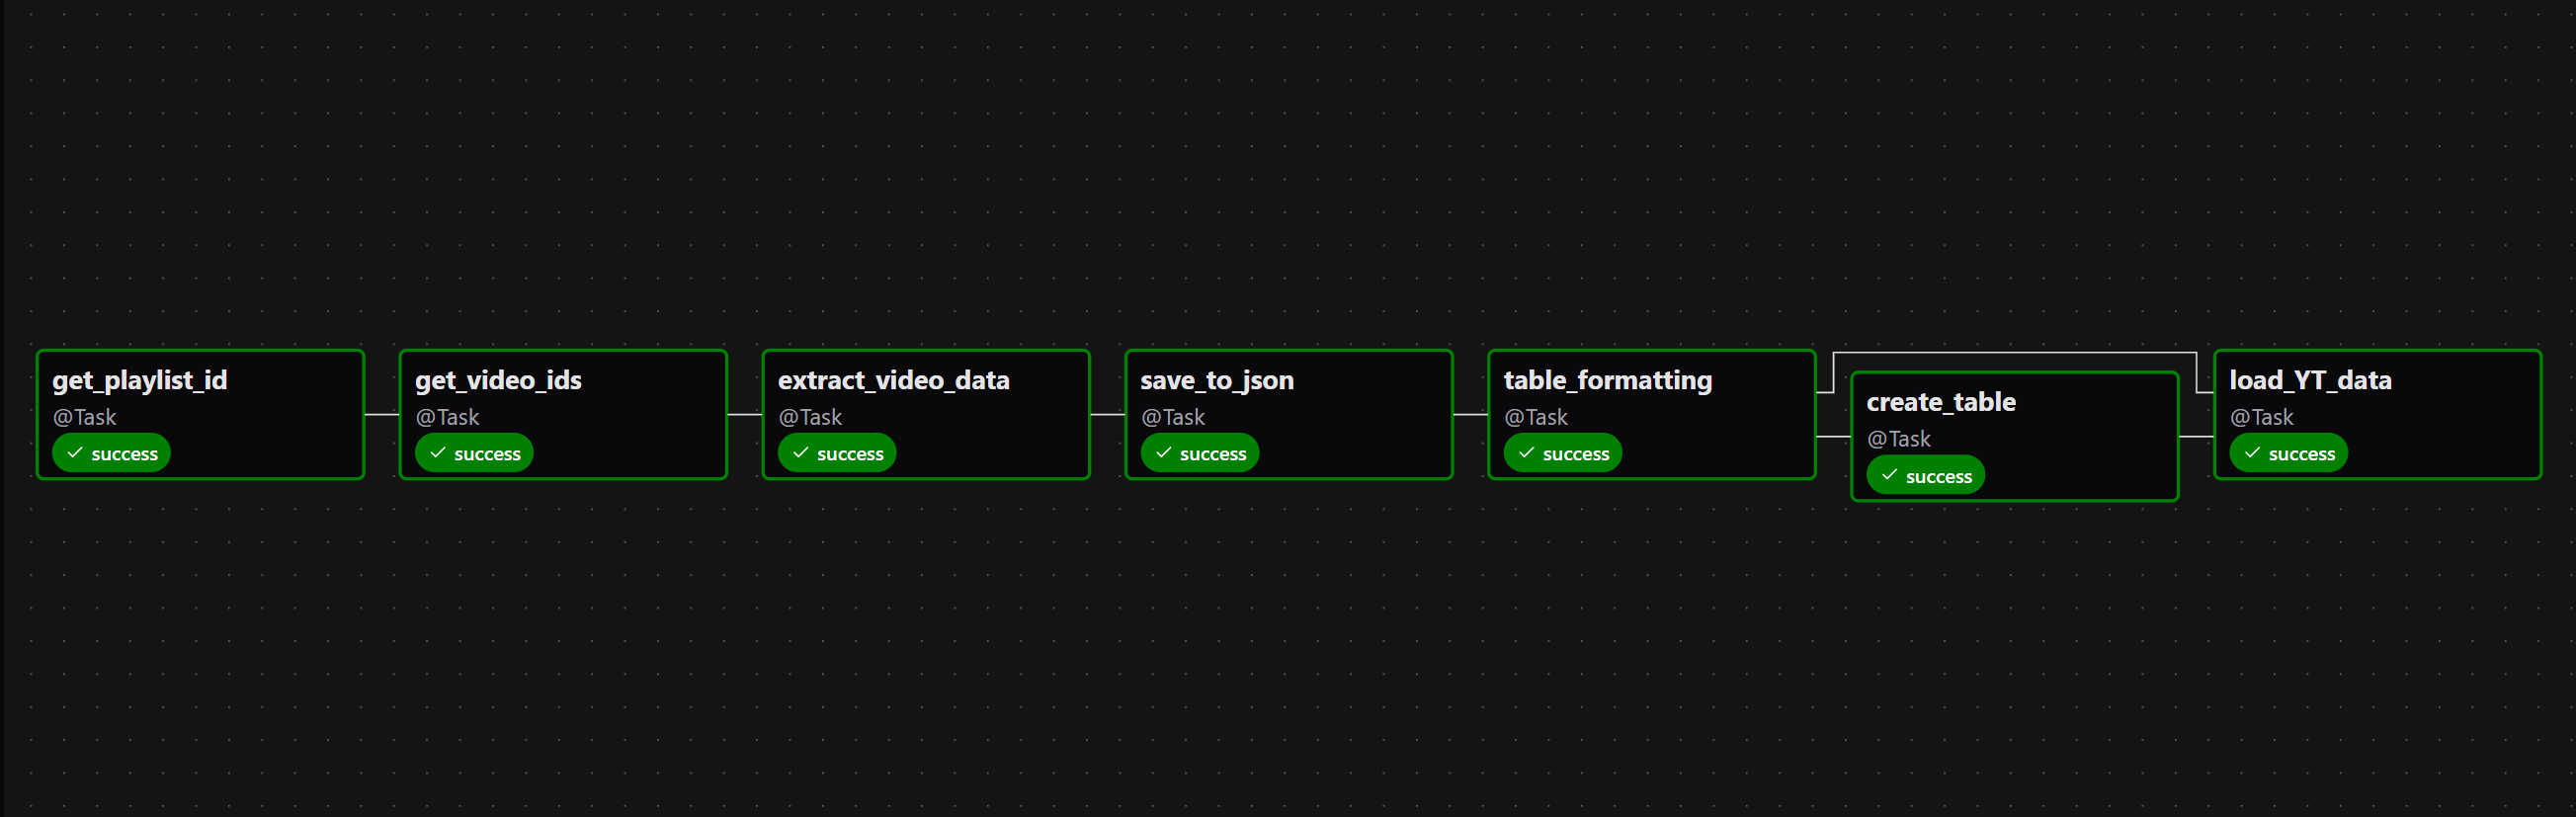 get_playlist_id
@Task
success
get_video_ids
@Task
success
extract_video_data
@Task
success
save_to_json
@Task
success
table_formatting
@Task
success
create_table
@Task
success
load_YT_data
@Task
success